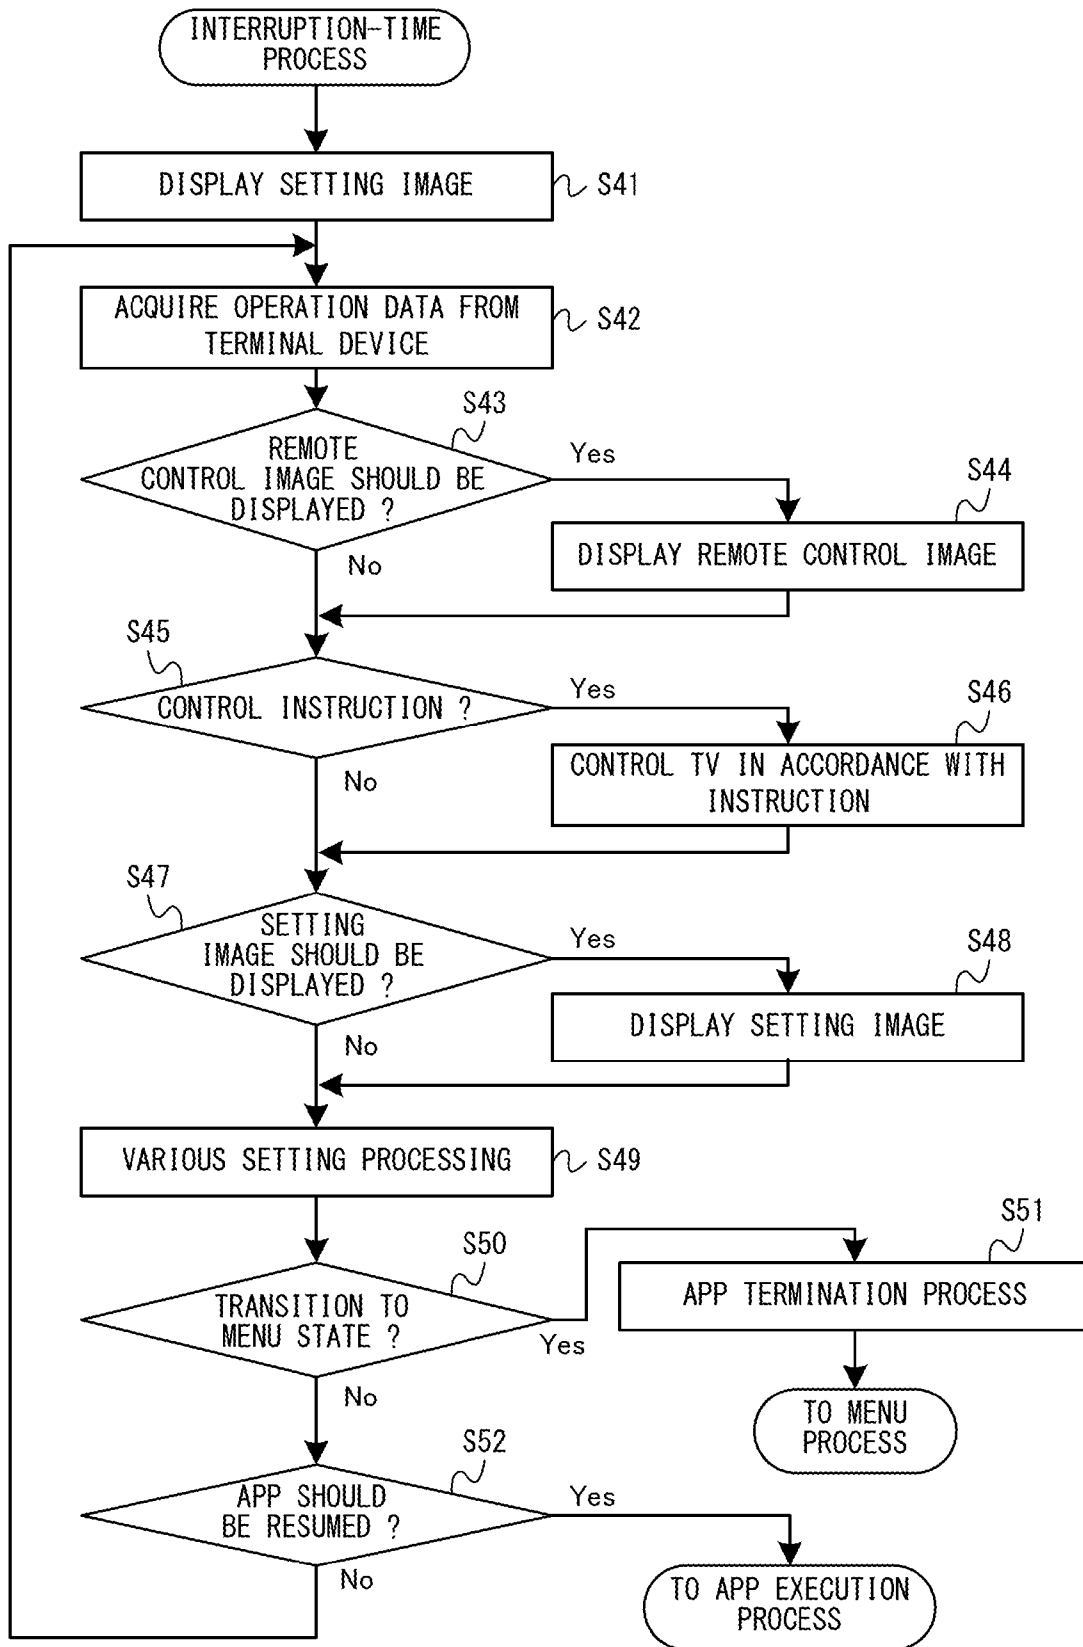 INTERRUPTION-TIME
PROCESS
DISPLAY SETTING IMAGE
S41
ACQUIRE OPERATION DATA FROM
TERMINAL DEVICE
S42
S43
REMOTE
CONTROL IMAGE SHOULD BE
DISPLAYED ?
Yes
No
S44
DISPLAY REMOTE CONTROL IMAGE
S45
CONTROL INSTRUCTION ?
Yes
No
S46
CONTROL TV IN ACCORDANCE WITH
INSTRUCTION
S47
SETTING
IMAGE SHOULD BE
DISPLAYED ?
Yes
No
S48
DISPLAY SETTING IMAGE
VARIOUS SETTING PROCESSING
S49
S50
TRANSITION TO
MENU STATE ?
Yes
No
S51
APP TERMINATION PROCESS
TO MENU
PROCESS
S52
APP SHOULD
BE RESUMED ?
Yes
No
TO APP EXECUTION
PROCESS